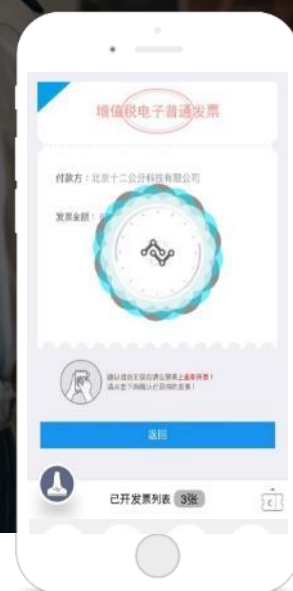 增值税电子普通发票
付款方：北京十二公分科技有限公司
发票金额：
返回
已开发票列表 3张